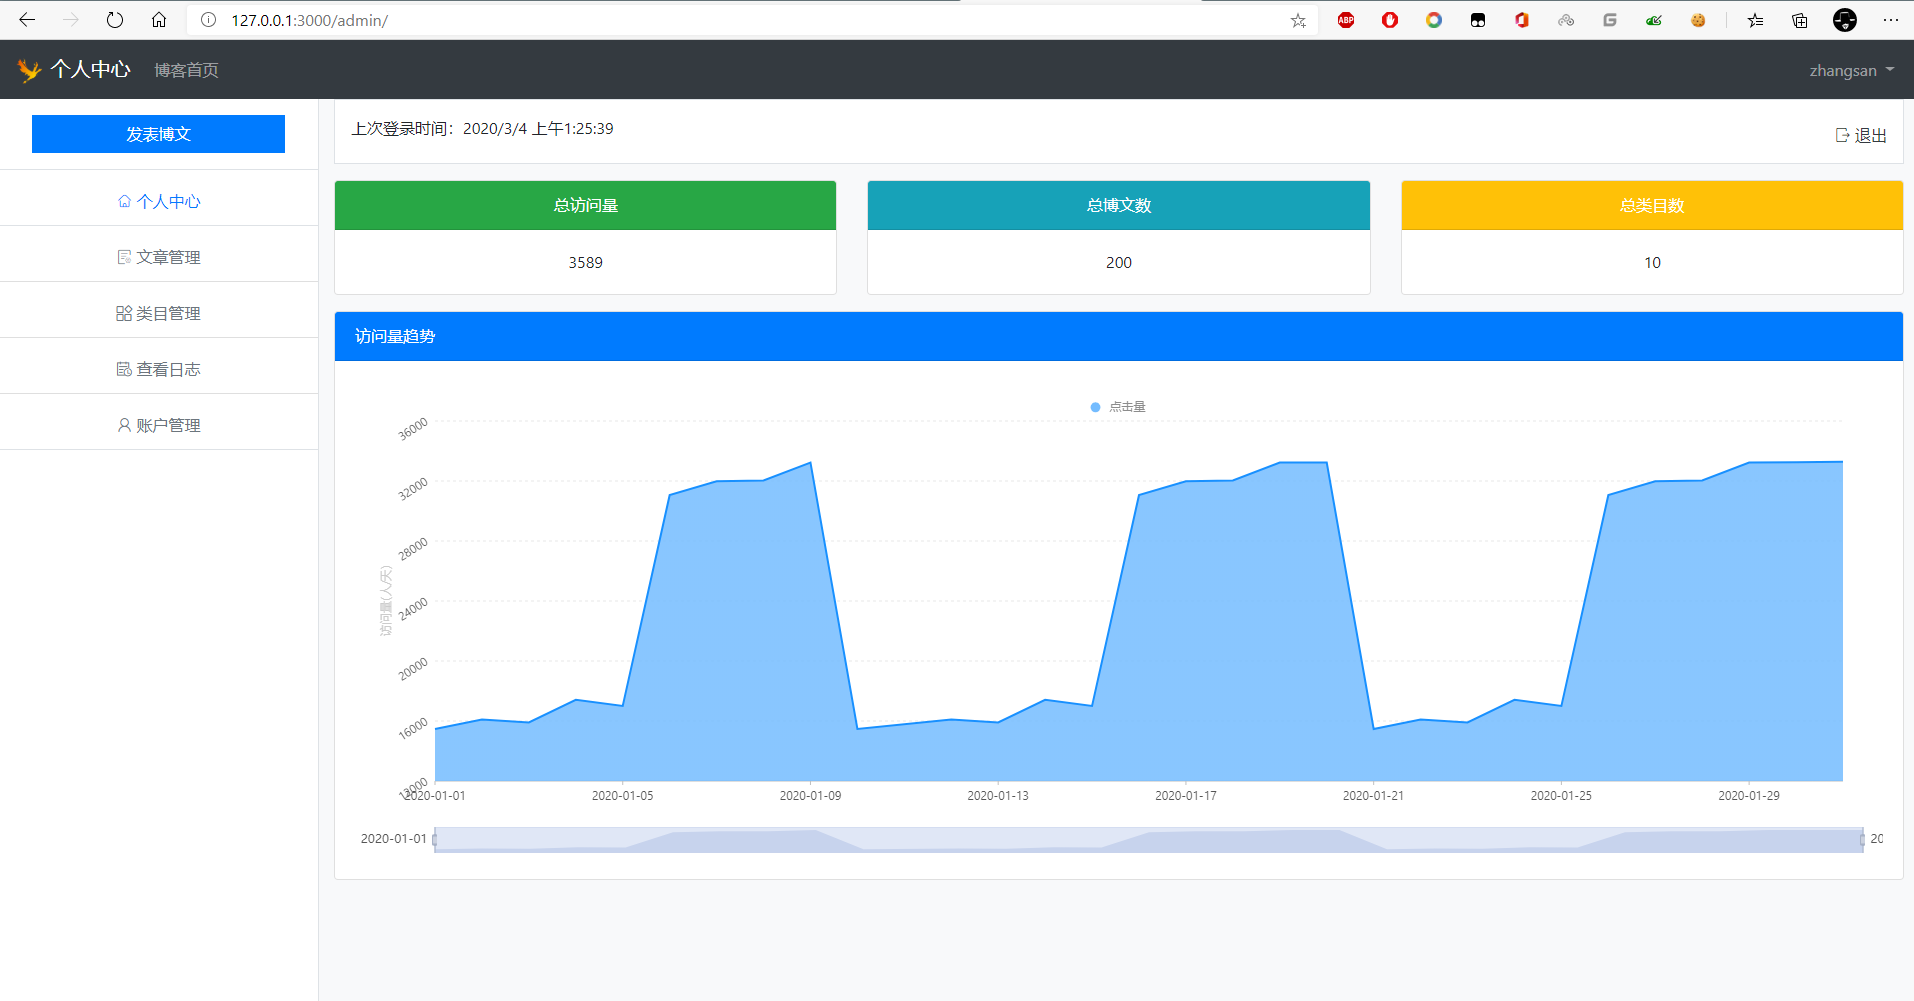 127.0.0.1:3000/admin/
ABP
个人中心
博客首页
zhangsan
发表博文
个人中心
文章管理
类目管理
查看日志
账户管理
上次登录时间：2020/3/4 上午1:25:39
退出
总访问量
3589
总博文数
200
总类目数
10
访问量趋势
点击量
访问量(人/天)
36000
32000
28000
24000
20000
16000
12000
2020-01-01
2020-01-05
2020-01-09
2020-01-13
2020-01-17
2020-01-21
2020-01-25
2020-01-29
2020-01-01
20